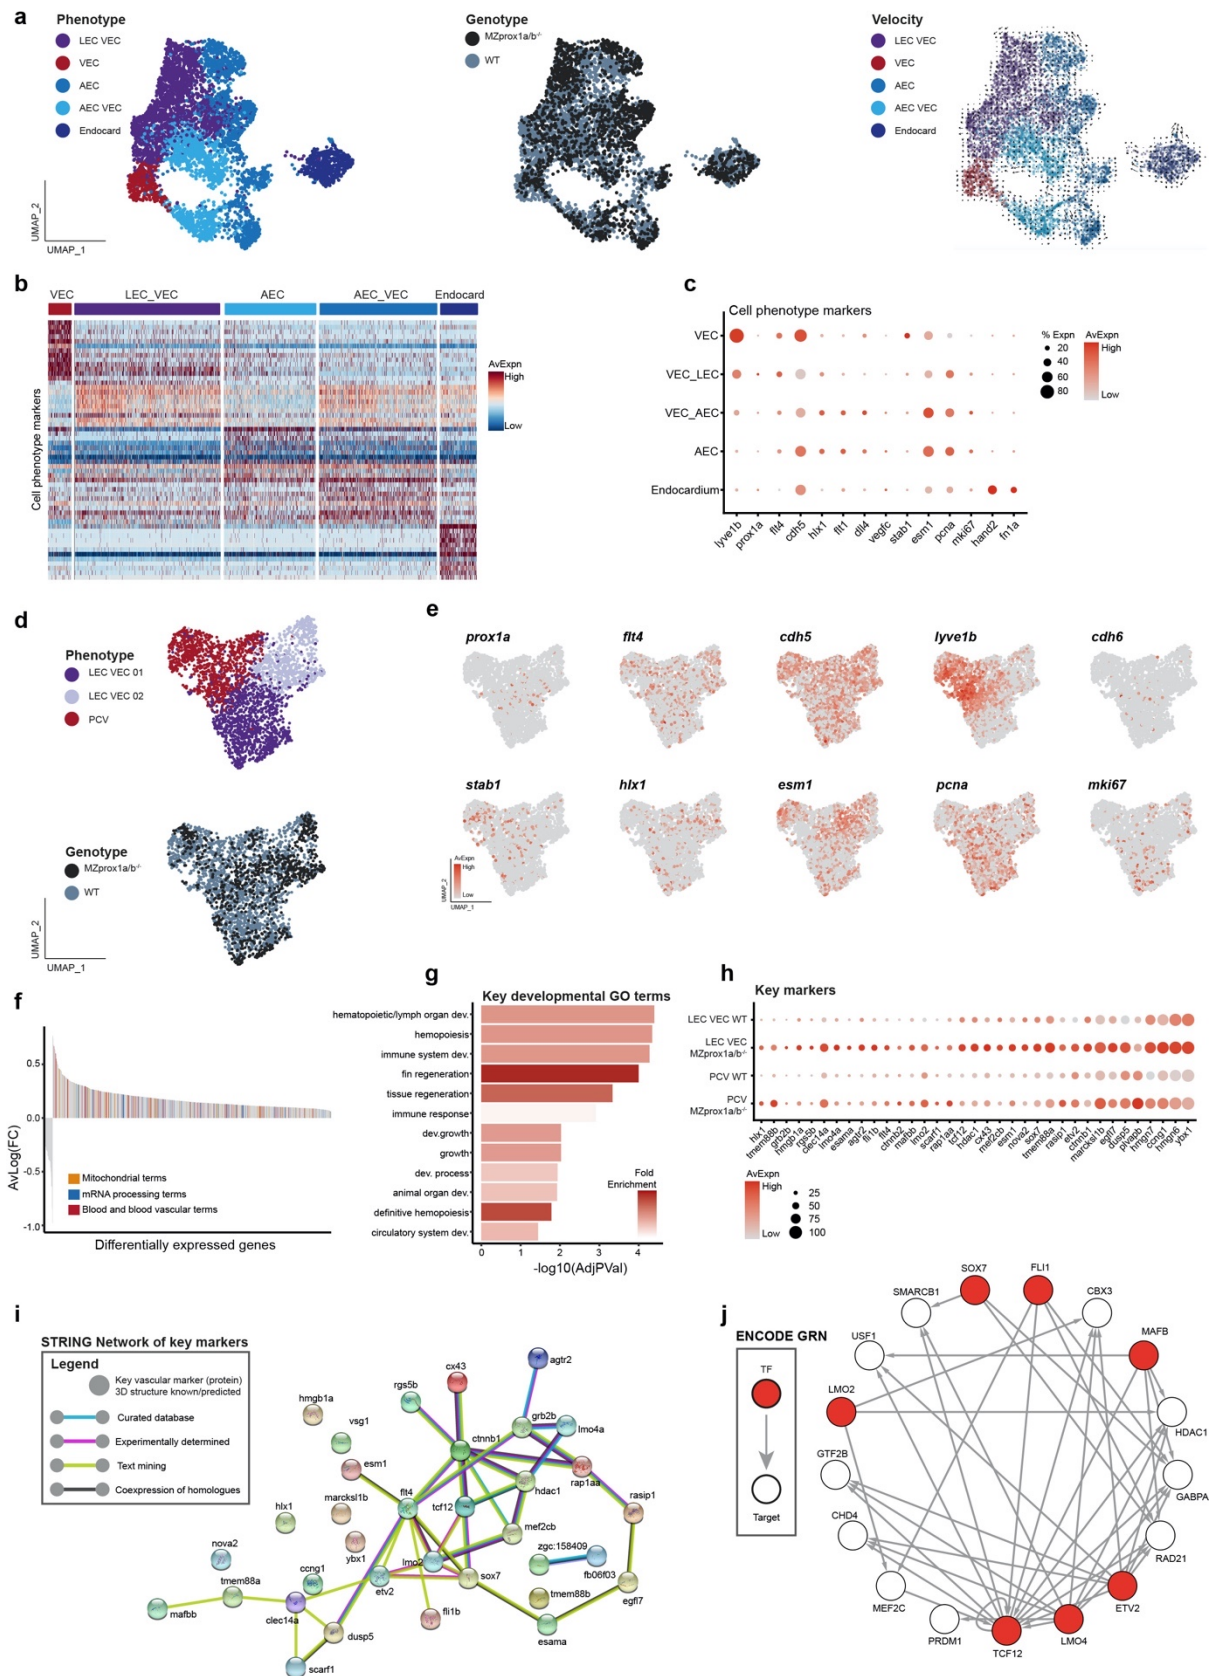 a
Phenotype
LEC VEC
VEC
AEC
AEC VEC
Endocard
UMAP_2
UMAP_1
Genotype
MZprox1a/b-/-
WT
Velocity
LEC VEC
VEC
AEC
AEC VEC
Endocard
b
VEC LEC_VEC AEC AEC_VEC Endocard
Cell phenotype markers
AvExpn
High
Low
c
Cell phenotype markers
VEC
VEC_LEC
VEC_AEC
AEC
Endocardium
lyve1b prox1a flt4 cdh5 hlx1 flt1 dll4 vegfc stab1 esm1 pcna mki67 hand2 fn1a
% Expn
20
40
60
80
AvExpn
High
Low
d
Phenotype
LEC VEC 01
LEC VEC 02
PCV
Genotype
MZprox1a/b-/-
WT
UMAP_2
UMAP_1
e
prox1a flt4 cdh5 lyve1b cdh6
stab1 hlx1 esm1 pcna mki67
AvExpn
High
Low
UMAP_2
UMAP_1
f
AvLog(FC)
0.5
0.0
-0.5
-1.0
Mitochondrial terms
mRNA processing terms
Blood and blood vascular terms
Differentially expressed genes
g
Key developmental GO terms
hematopoietic/lymph organ dev.
hemopoiesis
immune system dev.
fin regeneration
tissue regeneration
immune response
dev.growth
growth
dev. process
animal organ dev.
definitive hemopoiesis
circulatory system dev.
Fold
Enrichment
0 1 2 3 4
-log10(AdjPVal)
h
Key markers
LEC VEC WT
LEC VEC
MZprox1a/b-/-
PCV WT
PCV
MZprox1a/b-/-
hlx1 tmem88b grb2b hmgb1a rgs5b clec14a lmo4a esama agtr2 fli1b flt4 ctnnb2 mafbb lmo2 scarf1 rap1aa tcf12 hdac1 cx43 mef2cb esm1 nova2 sox7 tmem88a rasip1 etv2 ctnnb1 marcksl1b egfl7 dusp5 plvapb hmgn7 ccng1 hmgn6 ybx1
AvExpn
High
Low
25
50
75
100
i
STRING Network of key markers
Legend
Key vascular marker (protein)
3D structure known/predicted
Curated database
Experimentally determined
Text mining
Coexpression of homologues
agtr2
cx43
rgs5b
hmgb1a
vsg1
grb2b
lmo4a
ctnnb1
esm1
rap1aa
flt4
hdac1
marcksl1b
tcf12
rasip1
hlx1
mef2cb
ybx1
nova2
lmo2
zgc:158409
ccng1
sox7
fb06f03
tmem88a
etv2
tmem88b
egfl7
mafbb
clec14a
fli1b
dusp5
esama
scarf1
j
ENCODE GRN
TF
Target
SOX7
FLI1
SMARCB1
CBX3
USF1
MAFB
LMO2
HDAC1
GTF2B
GABPA
CHD4
RAD21
MEF2C
ETV2
PRDM1
LMO4
TCF12